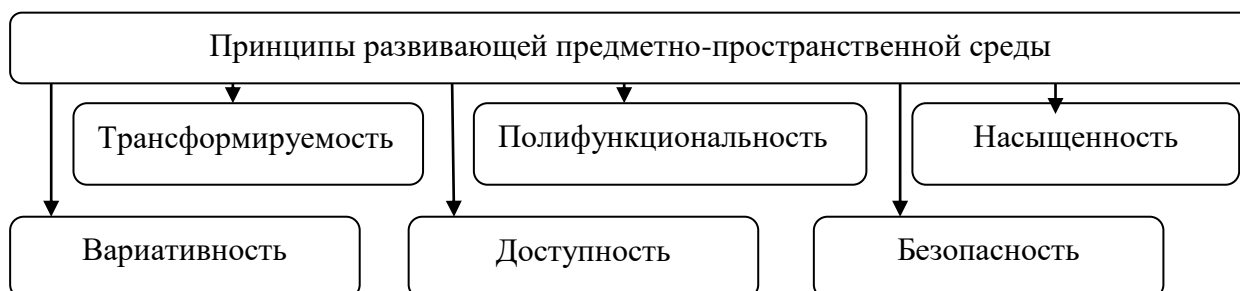 Принципы развивающей предметно-пространственной среды
Трансформируемость
Полифункциональность
Насыщенность
Вариативность
Доступность
Безопасность